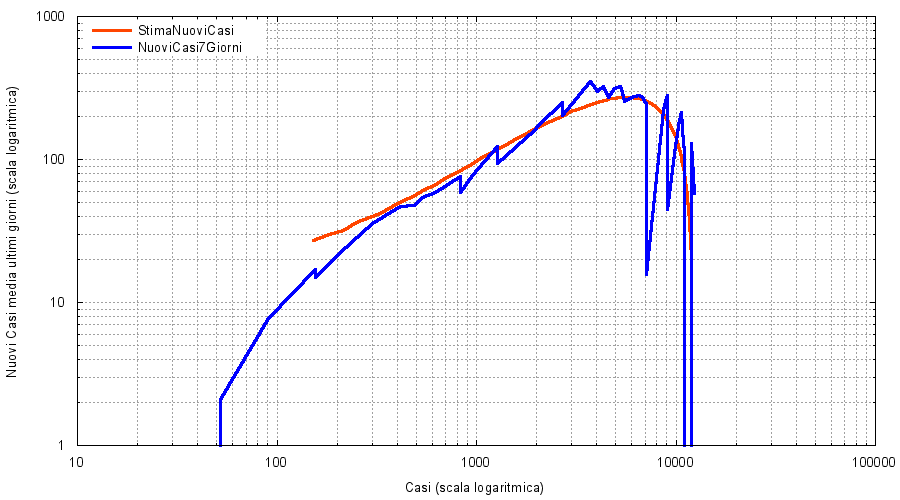 1000
StimaNuoviCasi
NuoviCasi7Giorni
Nuovi Casi media ultimi giorni (scala logaritmica)
100
10
1
10
100
1000
10000
100000
Casi (scala logaritmica)